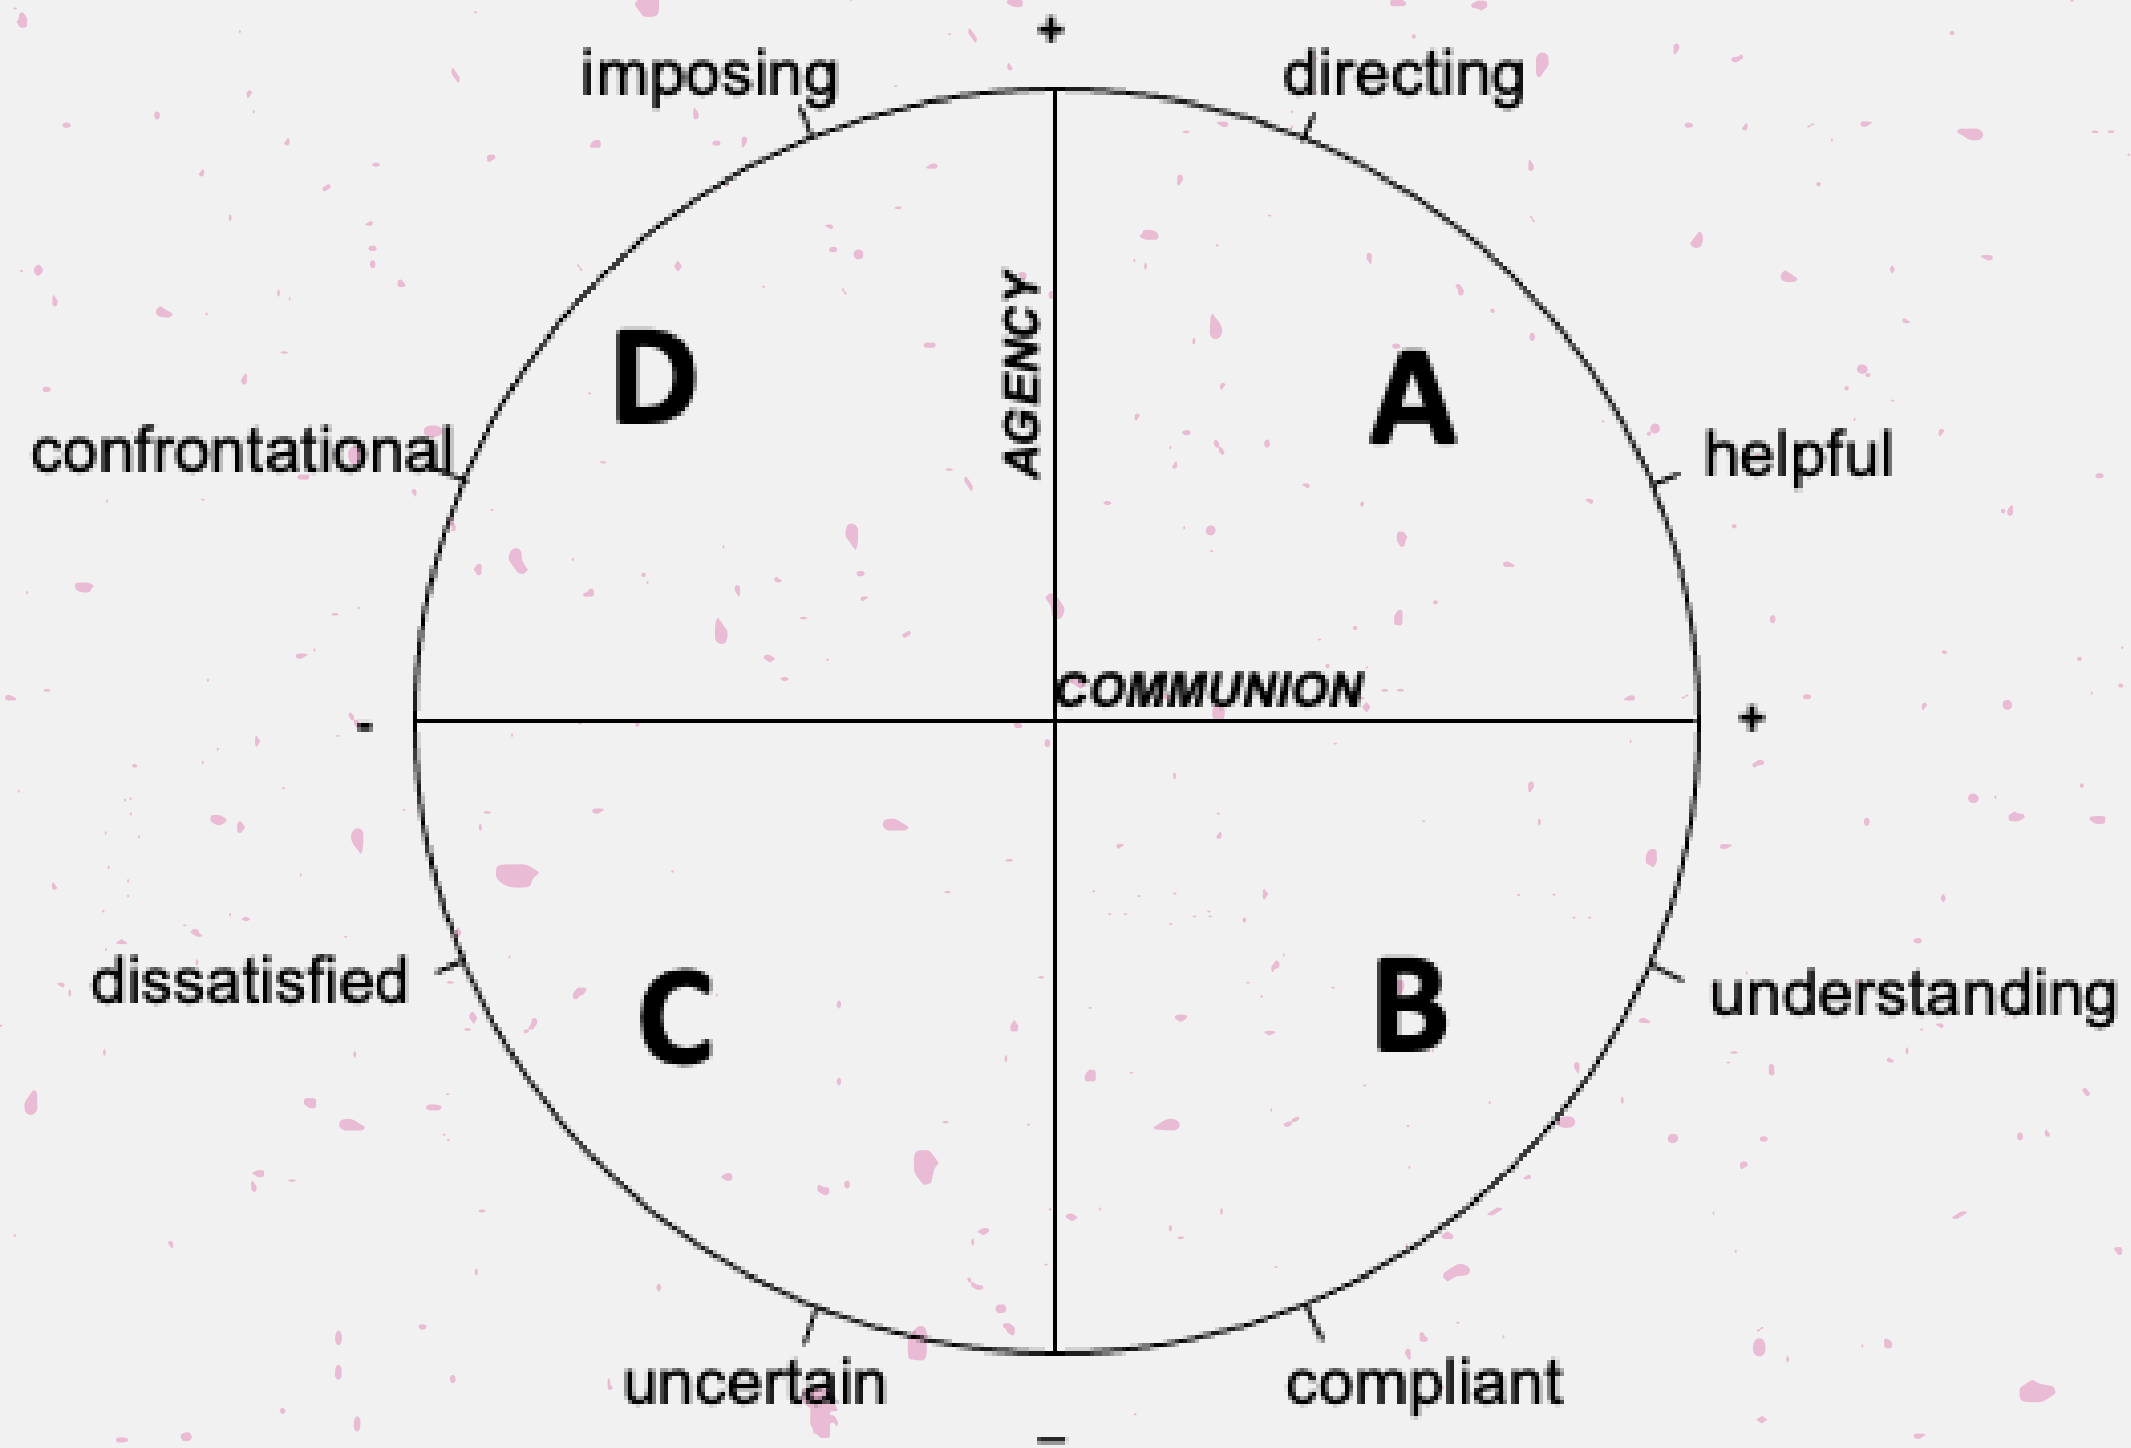 +
imposing
directing
D
AGENCY
A
confrontational
helpful
COMMUNION
-
+
dissatisfied
C
B
understanding
uncertain
compliant
–